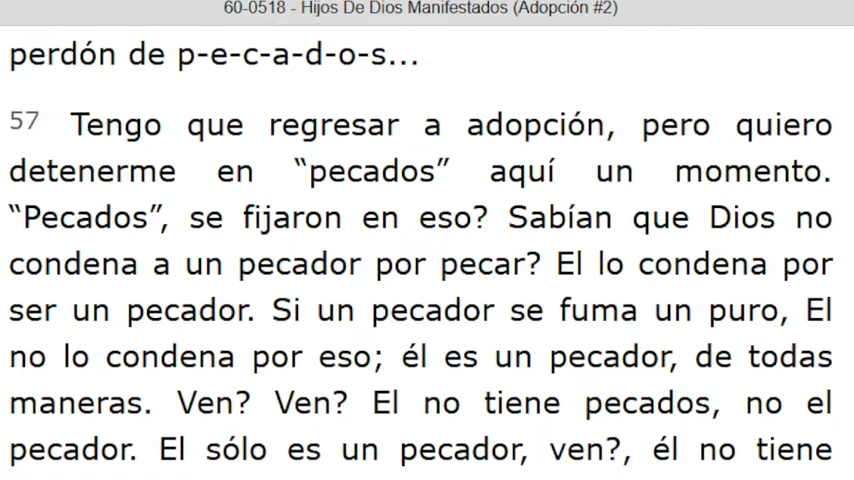 60-0518 - Hijos De Dios Manifestados (Adopción #2)
perdón de p-e-c-a-d-o-s...
57 Tengo que regresar a adopción, pero quiero
detenerme en “pecados” aquí un momento.
“Pecados”, se fijaron en eso? Sabían que Dios no
condena a un pecador por pecar? El lo condena por
ser un pecador. Si un pecador se fuma un puro, El
no lo condena por eso; él es un pecador, de todas
maneras. Ven? Ven? El no tiene pecados, no el
pecador. El sólo es un pecador, ven?, él no tiene